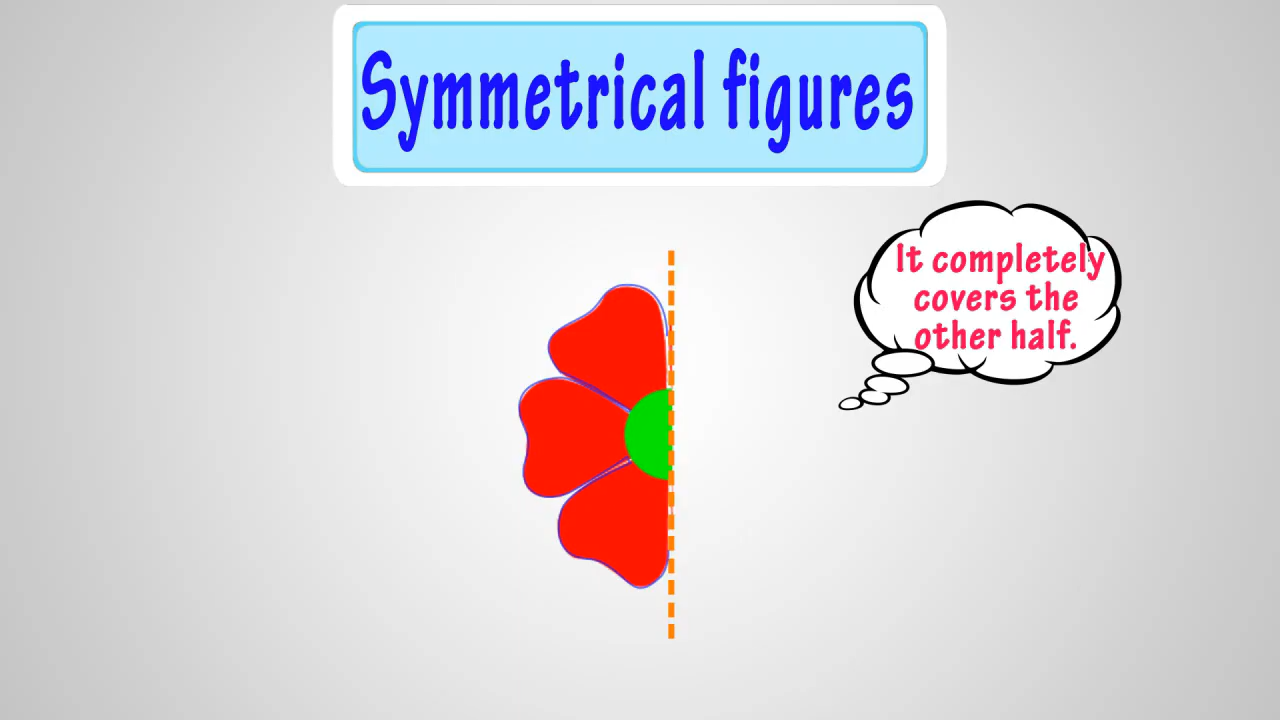 Symmetrical figures
It completely
covers the
other half.